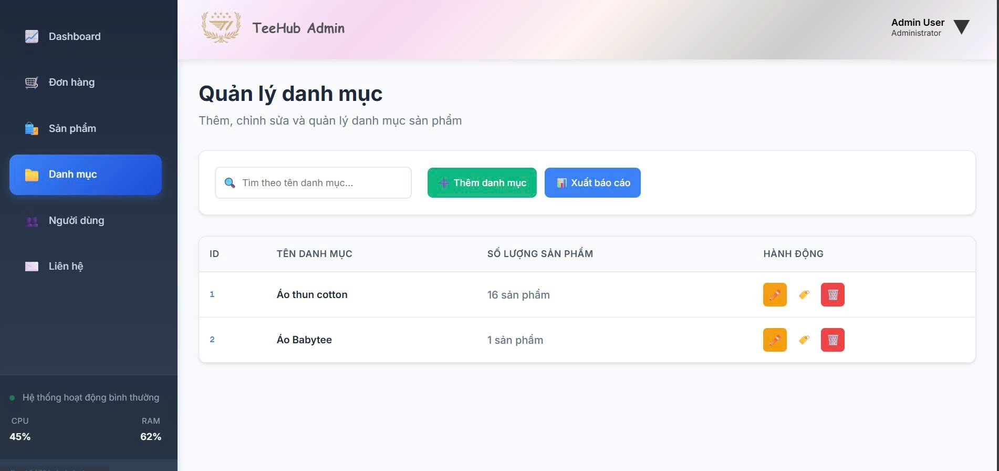 Dashboard
Đơn hàng
Sản phẩm
Danh mục
Người dùng
Liên hệ
Hệ thống hoạt động bình thường
CPU RAM
45% 62%
TeeHub Admin
Admin User
Administrator
Quản lý danh mục
Thêm, chỉnh sửa và quản lý danh mục sản phẩm
Tìm theo tên danh mục... Thêm danh mục Xuất báo cáo
ID TÊN DANH MỤC SỐ LƯỢNG SẢN PHẨM HÀNH ĐỘNG
1 Áo thun cotton 16 sản phẩm
2 Áo Babytee 1 sản phẩm